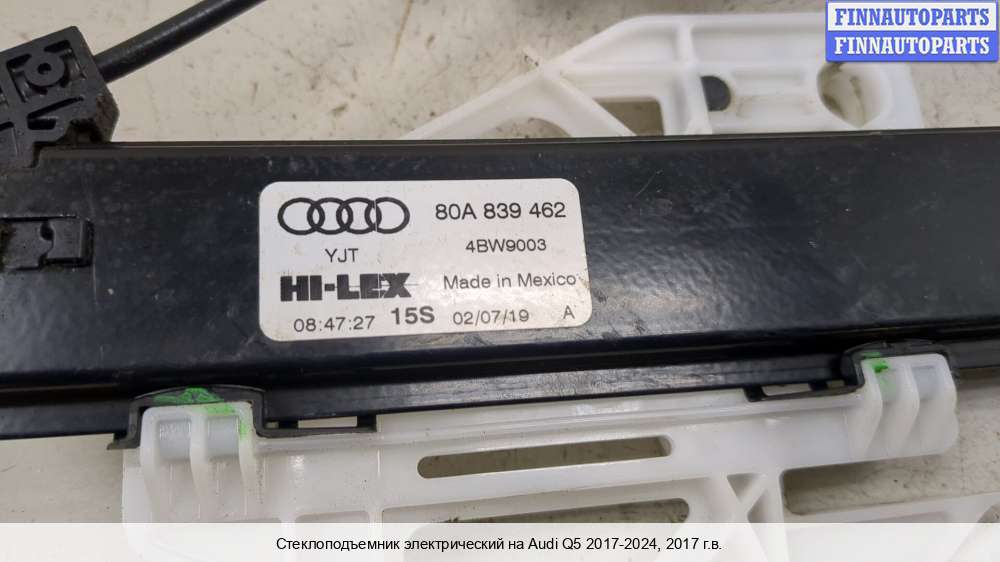 FINNAUTOPARTS
FINNAUTOPARTS
80A 839 462
YJT
4BW9003
HI-LEX
Made in Mexico
08:47:27 15S 02/07/19 A
Стеклоподъемник электрический на Audi Q5 2017-2024, 2017 г.в.